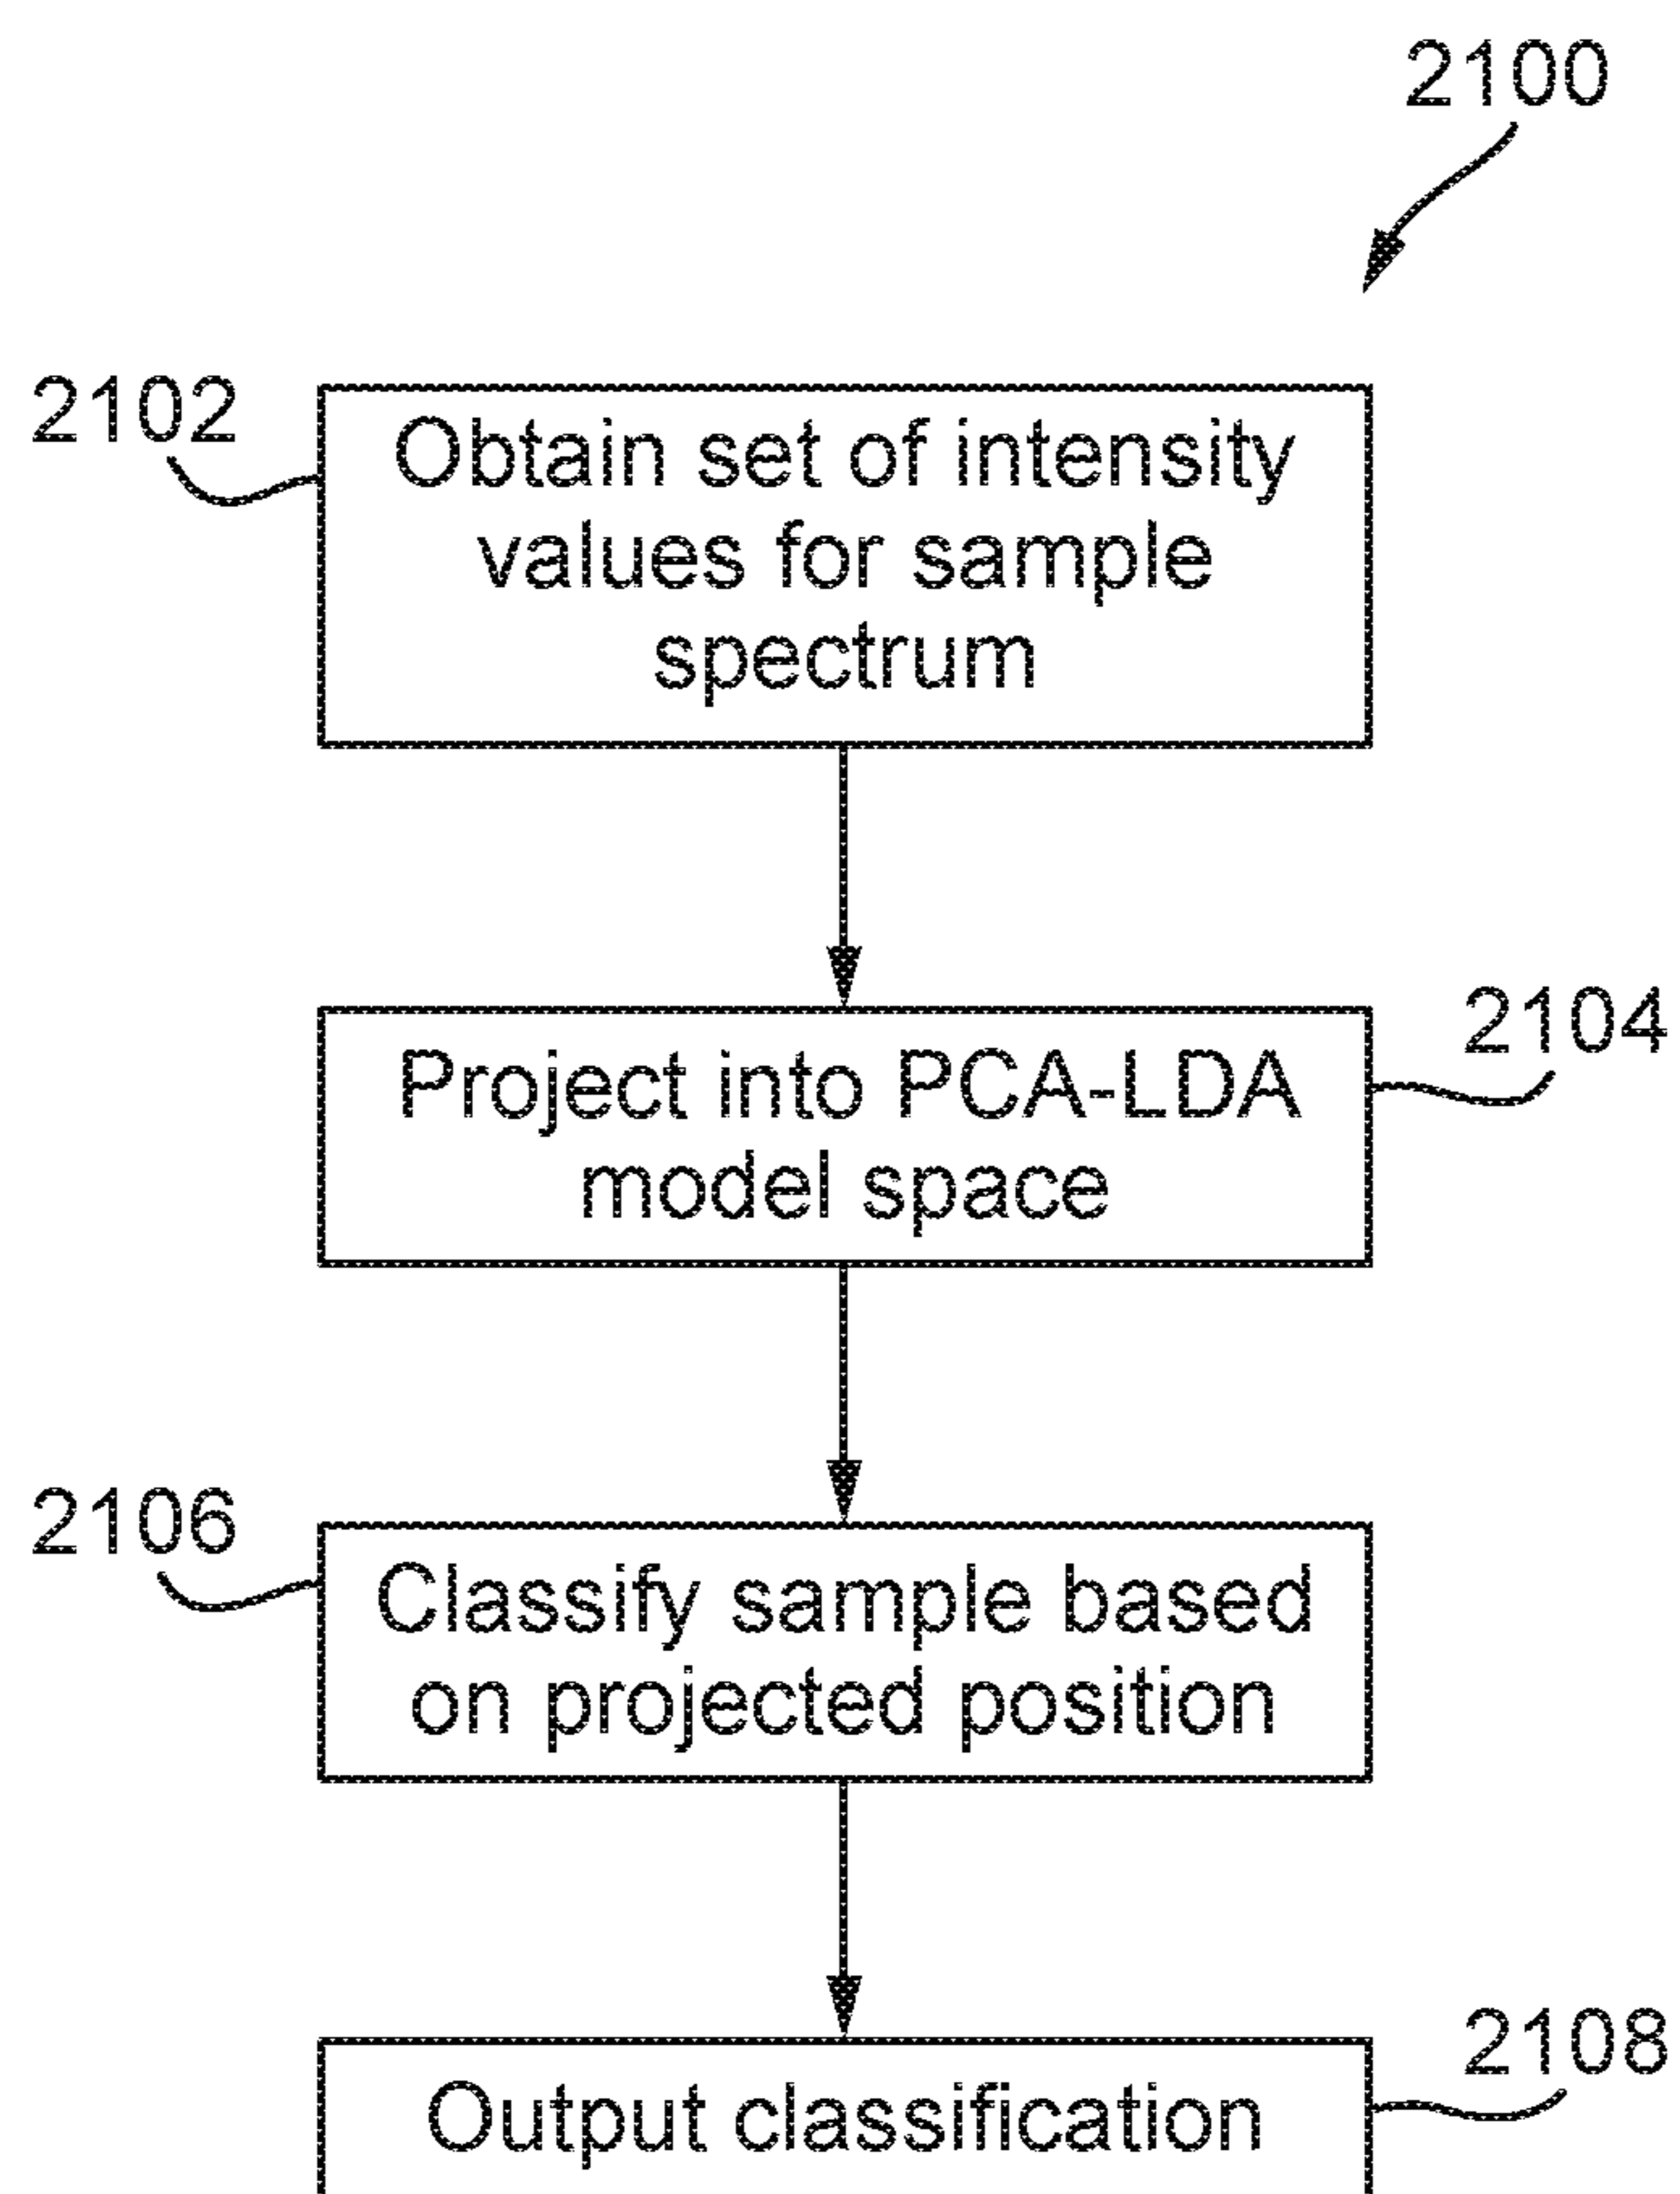 2100
2102
Obtain set of intensity
values for sample
spectrum
2104
Project into PCA-LDA
model space
2106
Classify sample based
on projected position
2108
Output classification